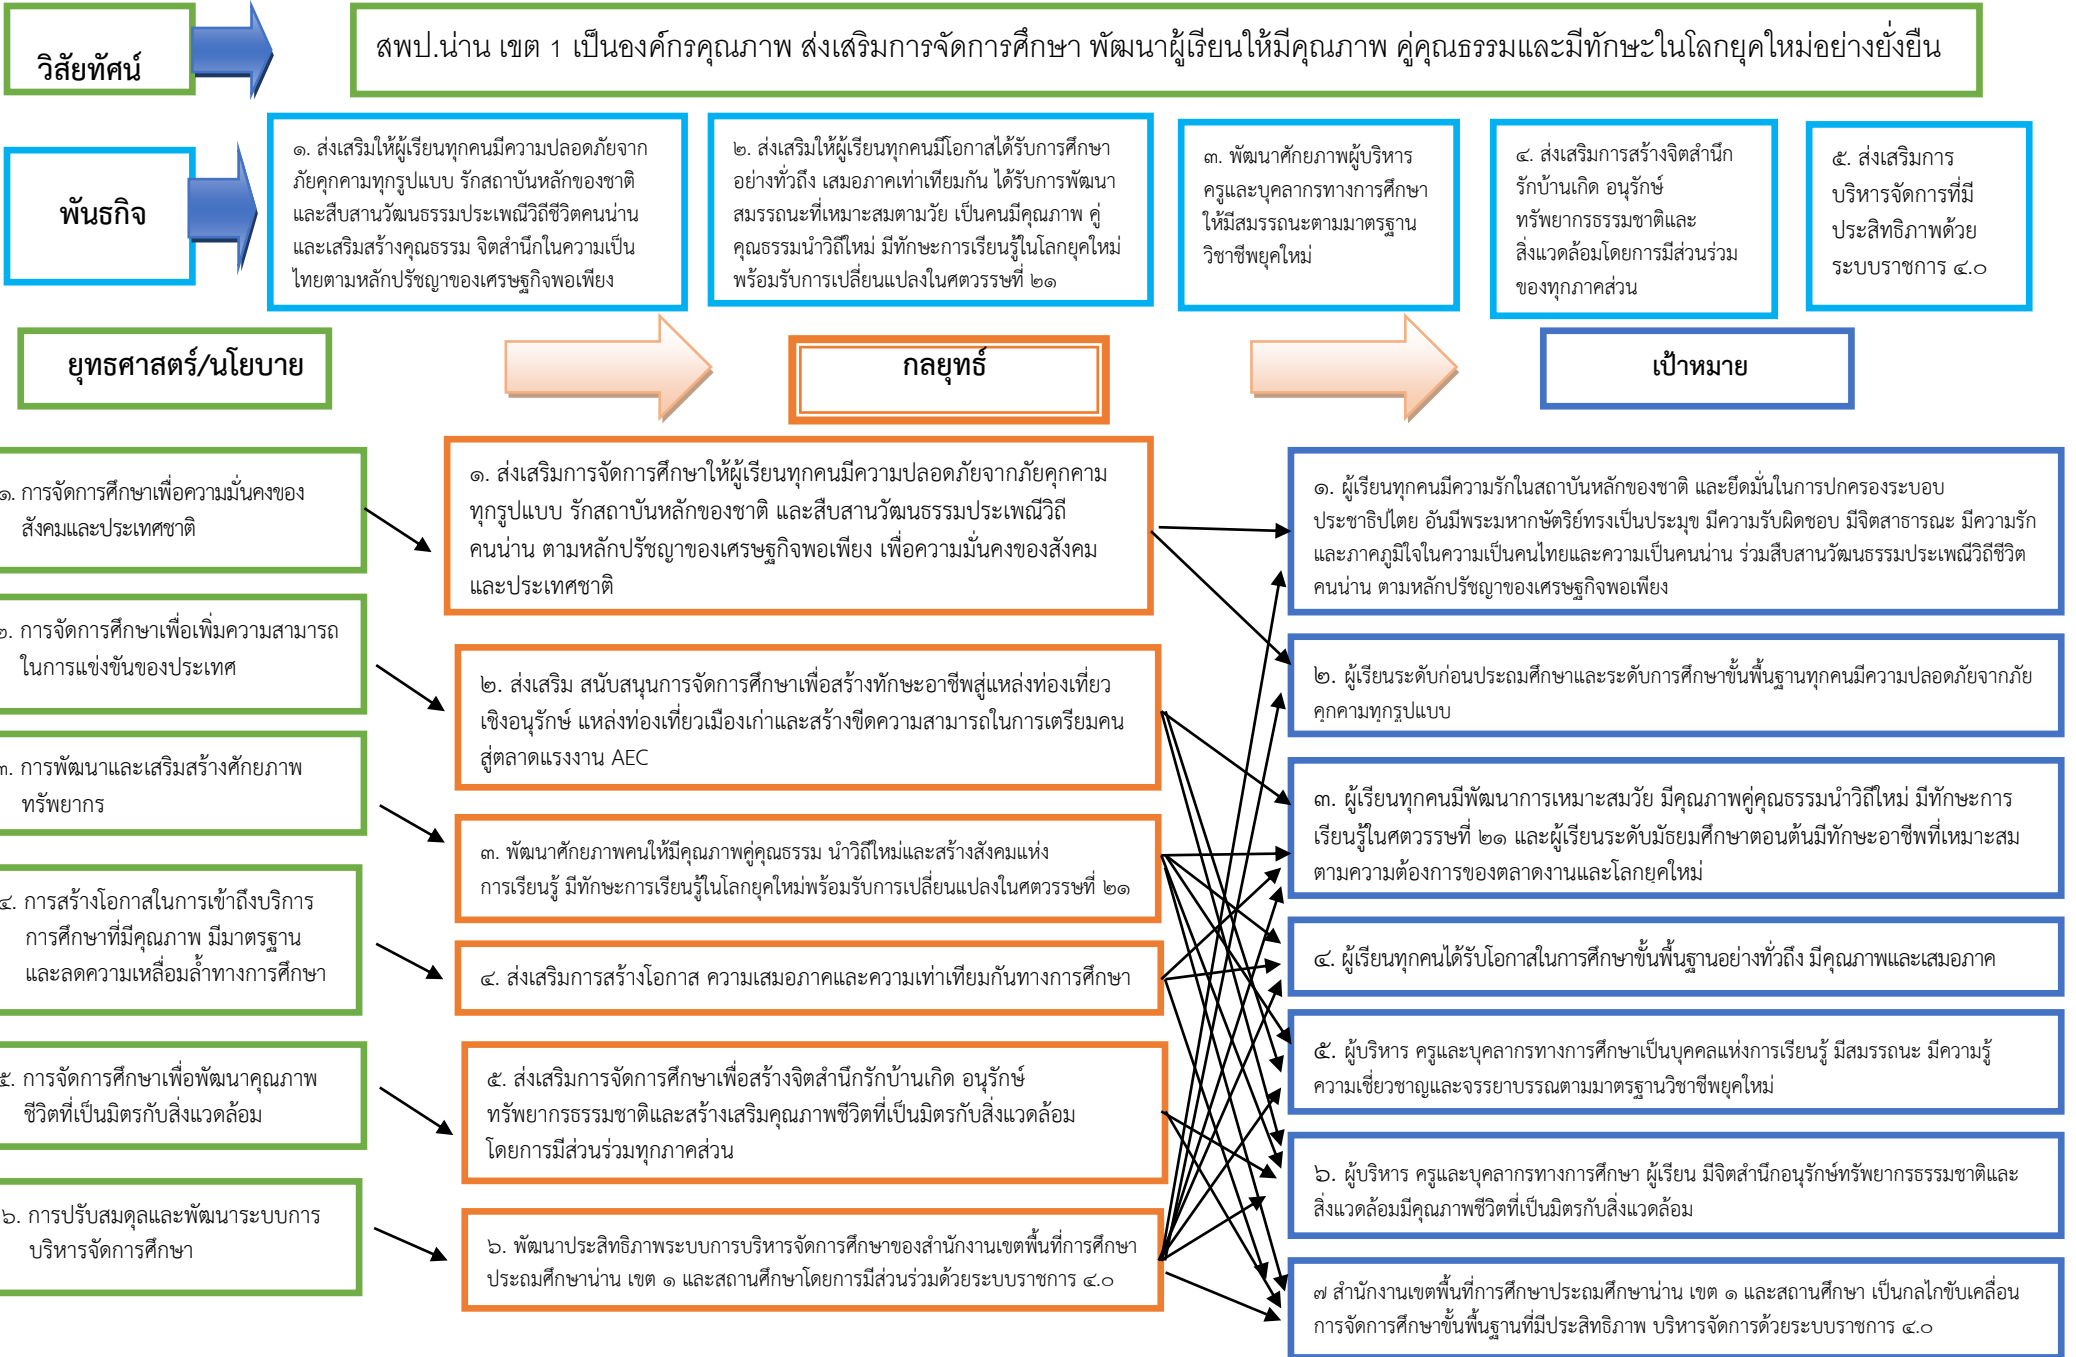 วิสัยทัศน์
สพป.น่าน เขต 1 เป็นองค์กรคุณภาพ ส่งเสริมการจัดการศึกษา พัฒนาผู้เรียนให้มีคุณภาพ คู่คุณธรรมและมีทักษะในโลกยุคใหม่อย่างยั่งยืน
พันธกิจ
๑. ส่งเสริมให้ผู้เรียนทุกคนมีความปลอดภัยจาก
ภัยคุกคามทุกรูปแบบ รักสถาบันหลักของชาติ
และสืบสานวัฒนธรรมประเพณีวิถีชีวิตคนน่าน
และเสริมสร้างคุณธรรม จิตสำนึกในความเป็น
ไทยตามหลักปรัชญาของเศรษฐกิจพอเพียง
๒. ส่งเสริมให้ผู้เรียนทุกคนมีโอกาสได้รับการศึกษา
อย่างทั่วถึง เสมอภาคเท่าเทียมกัน ได้รับการพัฒนา
สมรรถนะที่เหมาะสมตามวัย เป็นคนมีคุณภาพ คู่
คุณธรรมนำวิถีใหม่ มีทักษะการเรียนรู้ในโลกยุคใหม่
พร้อมรับการเปลี่ยนแปลงในศตวรรษที่ ๒๑
๓. พัฒนาศักยภาพผู้บริหาร
ครูและบุคลากรทางการศึกษา
ให้มีสมรรถนะตามมาตรฐาน
วิชาชีพยุคใหม่
๔. ส่งเสริมการสร้างจิตสำนึก
รักบ้านเกิด อนุรักษ์
ทรัพยากรธรรมชาติและ
สิ่งแวดล้อมโดยการมีส่วนร่วม
ของทุกภาคส่วน
๕. ส่งเสริมการ
บริหารจัดการที่มี
ประสิทธิภาพด้วย
ระบบราชการ ๔.๐
ยุทธศาสตร์/นโยบาย
กลยุทธ์
เป้าหมาย
๑. การจัดการศึกษาเพื่อความมั่นคงของ
สังคมและประเทศชาติ
๒. การจัดการศึกษาเพื่อเพิ่มความสามารถ
ในการแข่งขันของประเทศ
๓. การพัฒนาและเสริมสร้างศักยภาพ
ทรัพยากร
๔. การสร้างโอกาสในการเข้าถึงบริการ
การศึกษาที่มีคุณภาพ มีมาตรฐาน
และลดความเหลื่อมล้ำทางการศึกษา
๕. การจัดการศึกษาเพื่อพัฒนาคุณภาพ
ชีวิตที่เป็นมิตรกับสิ่งแวดล้อม
๖. การปรับสมดุลและพัฒนาระบบการ
บริหารจัดการศึกษา
๑. ส่งเสริมการจัดการศึกษาให้ผู้เรียนทุกคนมีความปลอดภัยจากภัยคุกคาม
ทุกรูปแบบ รักสถาบันหลักของชาติ และสืบสานวัฒนธรรมประเพณีวิถี
คนน่าน ตามหลักปรัชญาของเศรษฐกิจพอเพียง เพื่อความมั่นคงของสังคม
และประเทศชาติ
๒. ส่งเสริม สนับสนุนการจัดการศึกษาเพื่อสร้างทักษะอาชีพสู่แหล่งท่องเที่ยว
เชิงอนุรักษ์ แหล่งท่องเที่ยวเมืองเก่าและสร้างขีดความสามารถในการเตรียมคน
สู่ตลาดแรงงาน AEC
๓. พัฒนาศักยภาพคนให้มีคุณภาพคู่คุณธรรม นำวิถีใหม่และสร้างสังคมแห่ง
การเรียนรู้ มีทักษะการเรียนรู้ในโลกยุคใหม่พร้อมรับการเปลี่ยนแปลงในศตวรรษที่ ๒๑
๔. ส่งเสริมการสร้างโอกาส ความเสมอภาคและความเท่าเทียมกันทางการศึกษา
๕. ส่งเสริมการจัดการศึกษาเพื่อสร้างจิตสำนึกรักบ้านเกิด อนุรักษ์
ทรัพยากรธรรมชาติและสร้างเสริมคุณภาพชีวิตที่เป็นมิตรกับสิ่งแวดล้อม
โดยการมีส่วนร่วมทุกภาคส่วน
๖. พัฒนาประสิทธิภาพระบบการบริหารจัดการศึกษาของสำนักงานเขตพื้นที่การศึกษา
ประถมศึกษาน่าน เขต ๑ และสถานศึกษาโดยการมีส่วนร่วมด้วยระบบราชการ ๔.๐
๑. ผู้เรียนทุกคนมีความรักในสถาบันหลักของชาติ และยึดมั่นในการปกครองระบอบ
ประชาธิปไตย อันมีพระมหากษัตริย์ทรงเป็นประมุข มีความรับผิดชอบ มีจิตสาธารณะ มีความรัก
และภาคภูมิใจในความเป็นคนไทยและความเป็นคนน่าน ร่วมสืบสานวัฒนธรรมประเพณีวิถีชีวิต
คนน่าน ตามหลักปรัชญาของเศรษฐกิจพอเพียง
๒. ผู้เรียนระดับก่อนประถมศึกษาและระดับการศึกษาขั้นพื้นฐานทุกคนมีความปลอดภัยจากภัย
คุกคามทุกรูปแบบ
๓. ผู้เรียนทุกคนมีพัฒนาการเหมาะสมวัย มีคุณภาพคู่คุณธรรมนำวิถีใหม่ มีทักษะการ
เรียนรู้ในศตวรรษที่ ๒๑ และผู้เรียนระดับมัธยมศึกษาตอนต้นมีทักษะอาชีพที่เหมาะสม
ตามความต้องการของตลาดงานและโลกยุคใหม่
๔. ผู้เรียนทุกคนได้รับโอกาสในการศึกษาขั้นพื้นฐานอย่างทั่วถึง มีคุณภาพและเสมอภาค
๕. ผู้บริหาร ครูและบุคลากรทางการศึกษาเป็นบุคคลแห่งการเรียนรู้ มีสมรรถนะ มีความรู้
ความเชี่ยวชาญและจรรยาบรรณตามมาตรฐานวิชาชีพยุคใหม่
๖. ผู้บริหาร ครูและบุคลากรทางการศึกษา ผู้เรียน มีจิตสำนึกอนุรักษ์ทรัพยากรธรรมชาติและ
สิ่งแวดล้อมมีคุณภาพชีวิตที่เป็นมิตรกับสิ่งแวดล้อม
๗ สำนักงานเขตพื้นที่การศึกษาประถมศึกษาน่าน เขต ๑ และสถานศึกษา เป็นกลไกขับเคลื่อน
การจัดการศึกษาขั้นพื้นฐานที่มีประสิทธิภาพ บริหารจัดการด้วยระบบราชการ ๔.๐